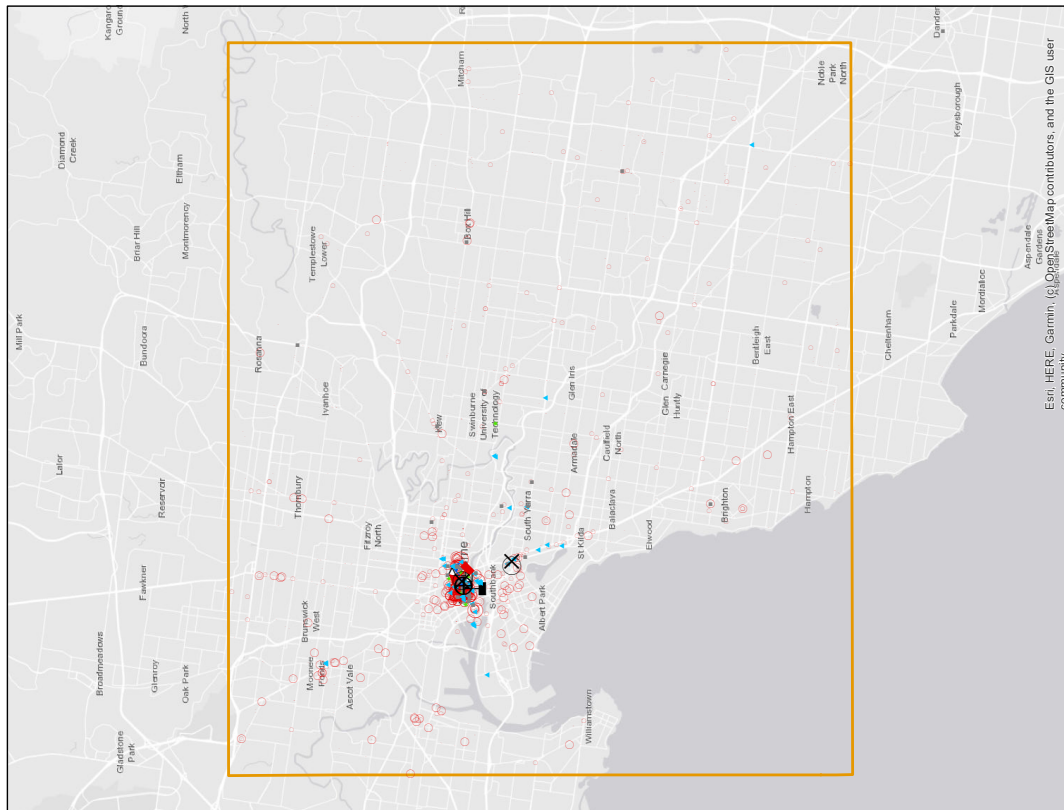 Mill Park
Lalor
Diamond
Creek
Broadmeadows
Kangaro
Ground
Gladstone
Park
Fawkner
Bundoora
Briar Hill
Glenroy
Reservoir
Oak Park
Montmorency
Eltham
North
Rosanna
Thornbury
Brunswick
West
Moonee
Ponds
Ivanhoe
Templestowe
Lower
Ascot Vale
Fitzroy
North
Kew
Box Hill
Mitcham
Swinburne
University of
Technology
Southbank
South Yarra
Albert Park
Armadale
Glen Iris
St Kilda
Williamstown
Balaclava
Caulfield
North
Elwood
Glen
Huntly
Carnegie
Brighton
Bentleigh
East
Hampton East
Hampton
Noble
Park
North
Cheltenham
Parkdale
Keysborough
Danden
Mordialloc
Aspendale
Gardens
Aspendale
Esri, HERE, Garmin, (c) OpenStreetMap contributors, and the GIS user
community